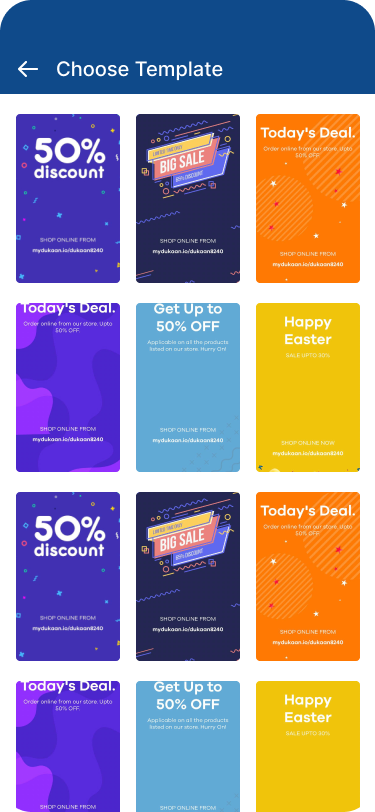 Choose Template
50%
discount
SHOP ONLINE FROM
mydukaan.io/dukaan8240
BIG SALE
SHOP ONLINE FROM
mydukaan.io/dukaan8240
Today's Deal.
Order online from our store. Upto
50% OFF.
SHOP ONLINE FROM
mydukaan.io/dukaan8240
Today's Deal.
Order online from our store. Upto
50% OFF.
SHOP ONLINE FROM
mydukaan.io/dukaan8240
Get Up to
50% OFF
Applicable on all the products
listed on our store. Hurry On!
SHOP ONLINE FROM
mydukaan.io/dukaan8240
Happy
Easter
SALE UPTO 30%
SHOP ONLINE NOW
mydukaan.io/dukaan8240
50%
discount
SHOP ONLINE FROM
mydukaan.io/dukaan8240
BIG SALE
SHOP ONLINE FROM
mydukaan.io/dukaan8240
Today's Deal.
Order online from our store. Upto
50% OFF.
SHOP ONLINE FROM
mydukaan.io/dukaan8240
Today's Deal.
Order online from our store. Upto
50% OFF.
SHOP ONLINE FROM
Get Up to
50% OFF
Applicable on all the products
listed on our store. Hurry On!
SHOP ONLINE FROM
Happy
Easter
SALE UPTO 30%